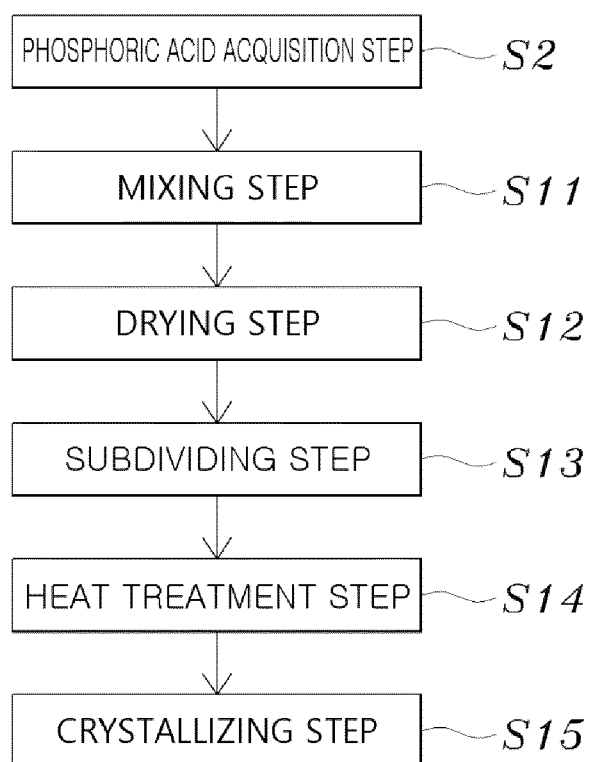 PHOSPHORIC ACID ACQUISITION STEP S2
MIXING STEP S11
DRYING STEP S12
SUBDIVIDING STEP S13
HEAT TREATMENT STEP S14
CRYSTALLIZING STEP S15